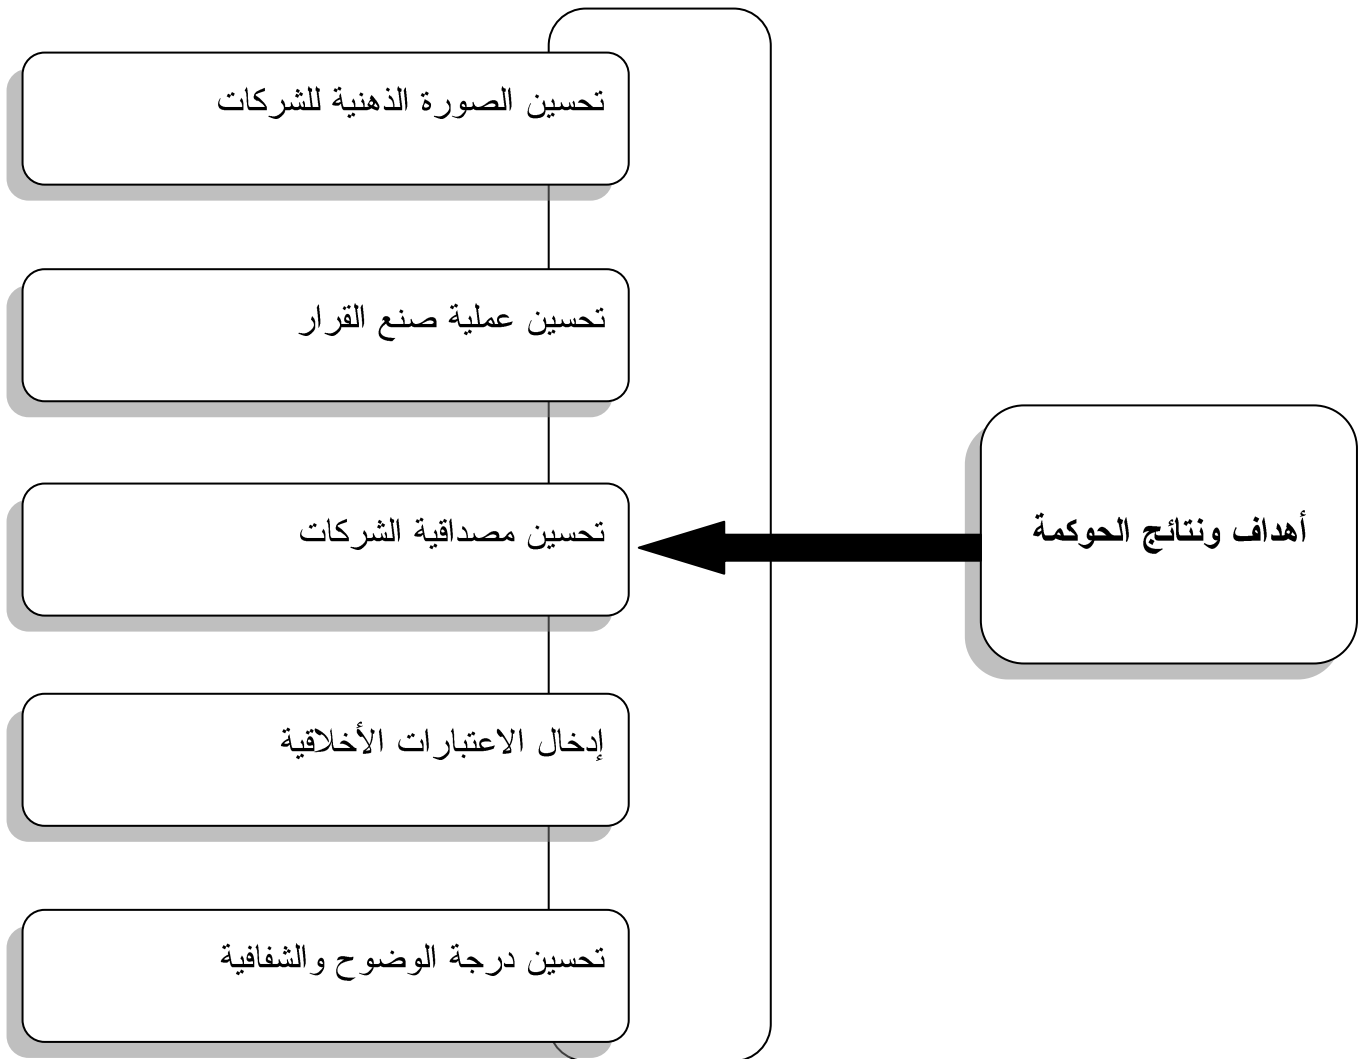 أهداف ونتائج الحوكمة
تحسين الصورة الذهنية للشركات
تحسين عملية صنع القرار
تحسين مصداقية الشركات
إدخال الاعتبارات الأخلاقية
تحسين درجة الوضوح والشفافية